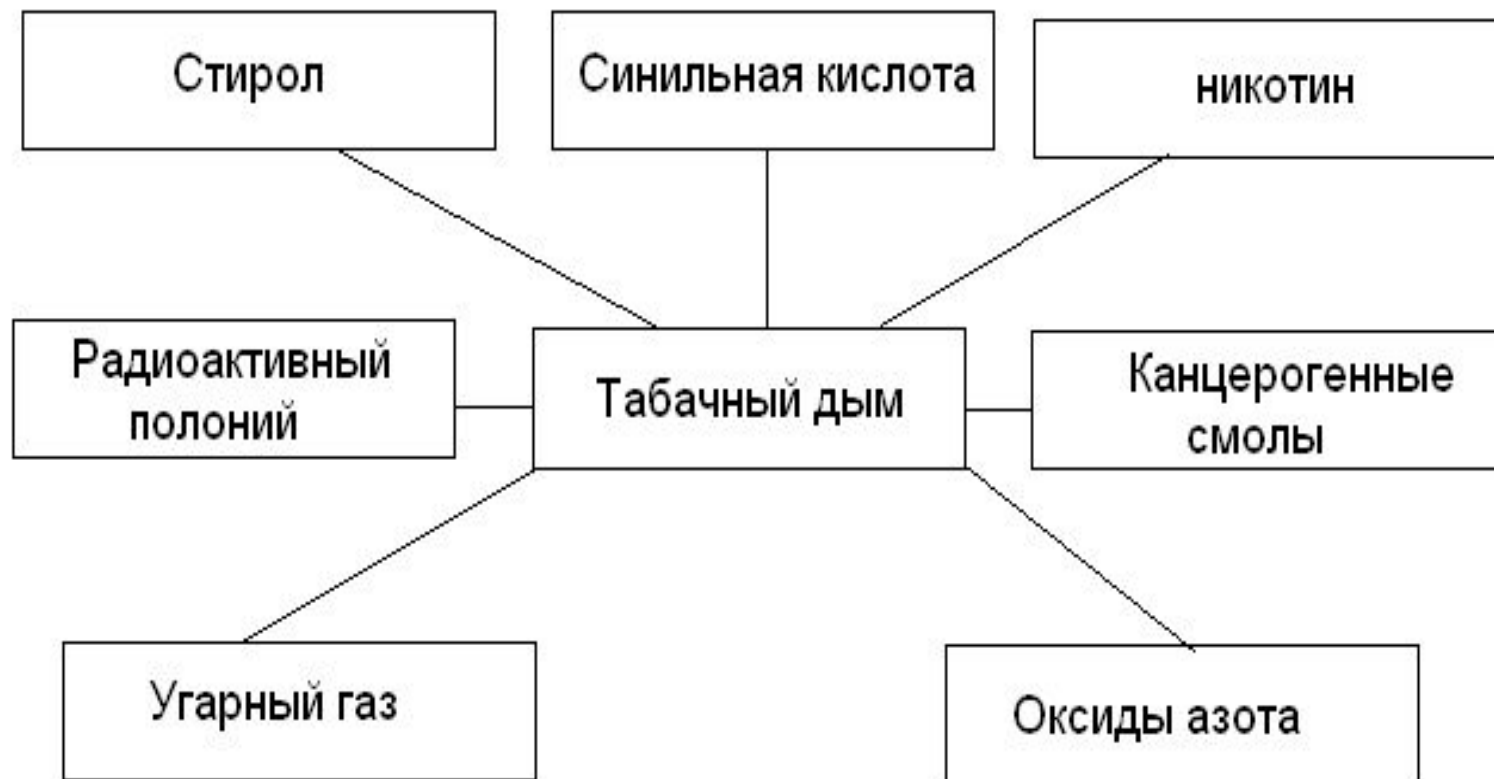 Стирол
Синильная кислота
никотин
Радиоактивный
полоний
Табачный дым
Канцерогенные
смолы
Угарный газ
Оксиды азота